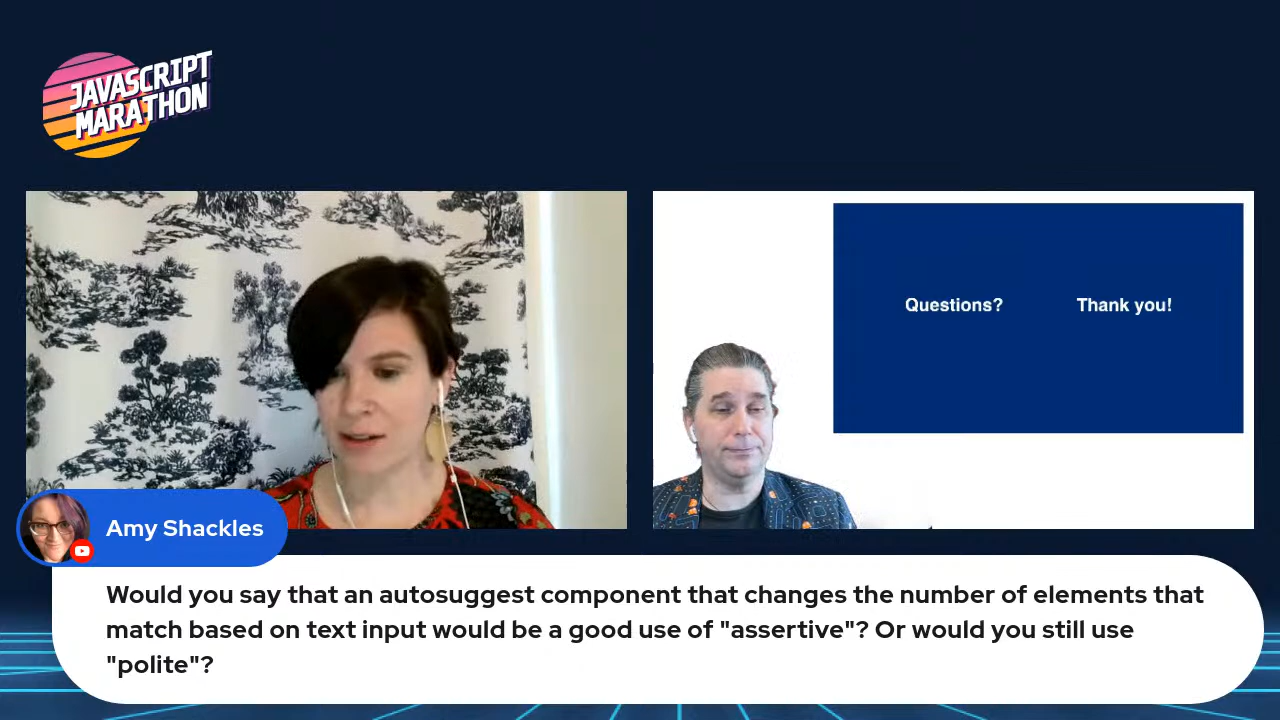 JAVASCRIPT
MARATHON
Questions?
Thank you!
Amy Shackles
Would you say that an autosuggest component that changes the number of elements that
match based on text input would be a good use of "assertive"? Or would you still use
"polite"?